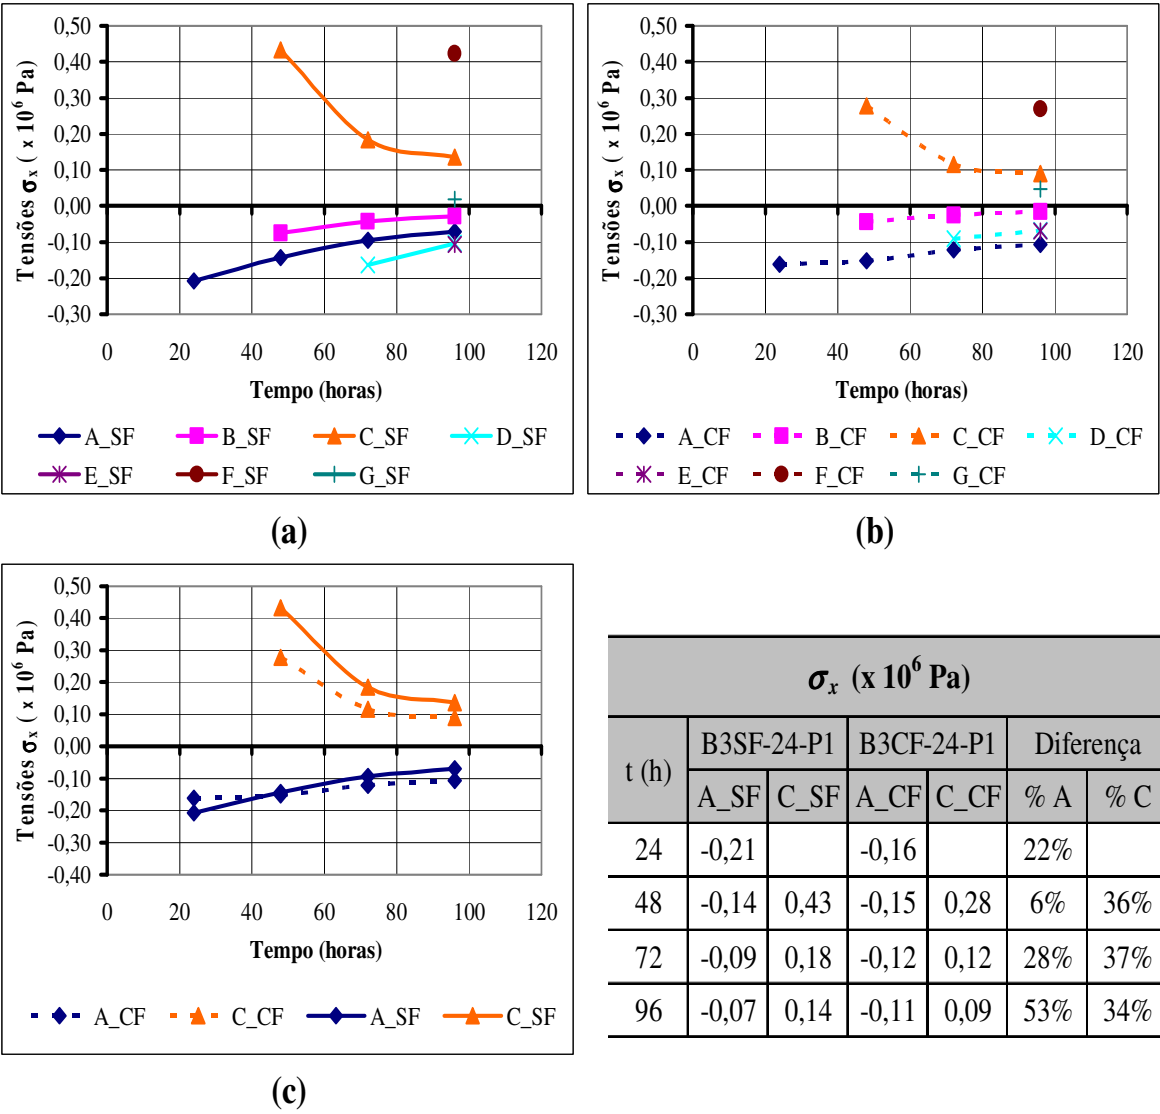 Tensões σx ( x 10^6 Pa)
0,50
0,40
0,30
0,20
0,10
0,00
-0,10
-0,20
-0,30
0 20 40 60 80 100 120
Tempo (horas)
A_SF B_SF C_SF D_SF
E_SF F_SF G_SF
(a)
Tensões σx ( x 10^6 Pa)
0,50
0,40
0,30
0,20
0,10
0,00
-0,10
-0,20
-0,30
0 20 40 60 80 100 120
Tempo (horas)
A_CF B_CF C_CF D_CF
E_CF F_CF G_CF
(b)
Tensões σx ( x 10^6 Pa)
0,50
0,40
0,30
0,20
0,10
0,00
-0,10
-0,20
-0,30
-0,40
0 20 40 60 80 100 120
Tempo (horas)
A_CF C_CF A_SF C_SF
(c)
σx (x 10^6 Pa)
t (h) B3SF-24-P1 B3CF-24-P1 Diferença
A_SF C_SF A_CF C_CF % A % C
24 -0,21 -0,16 22%
48 -0,14 0,43 -0,15 0,28 6% 36%
72 -0,09 0,18 -0,12 0,12 28% 37%
96 -0,07 0,14 -0,11 0,09 53% 34%